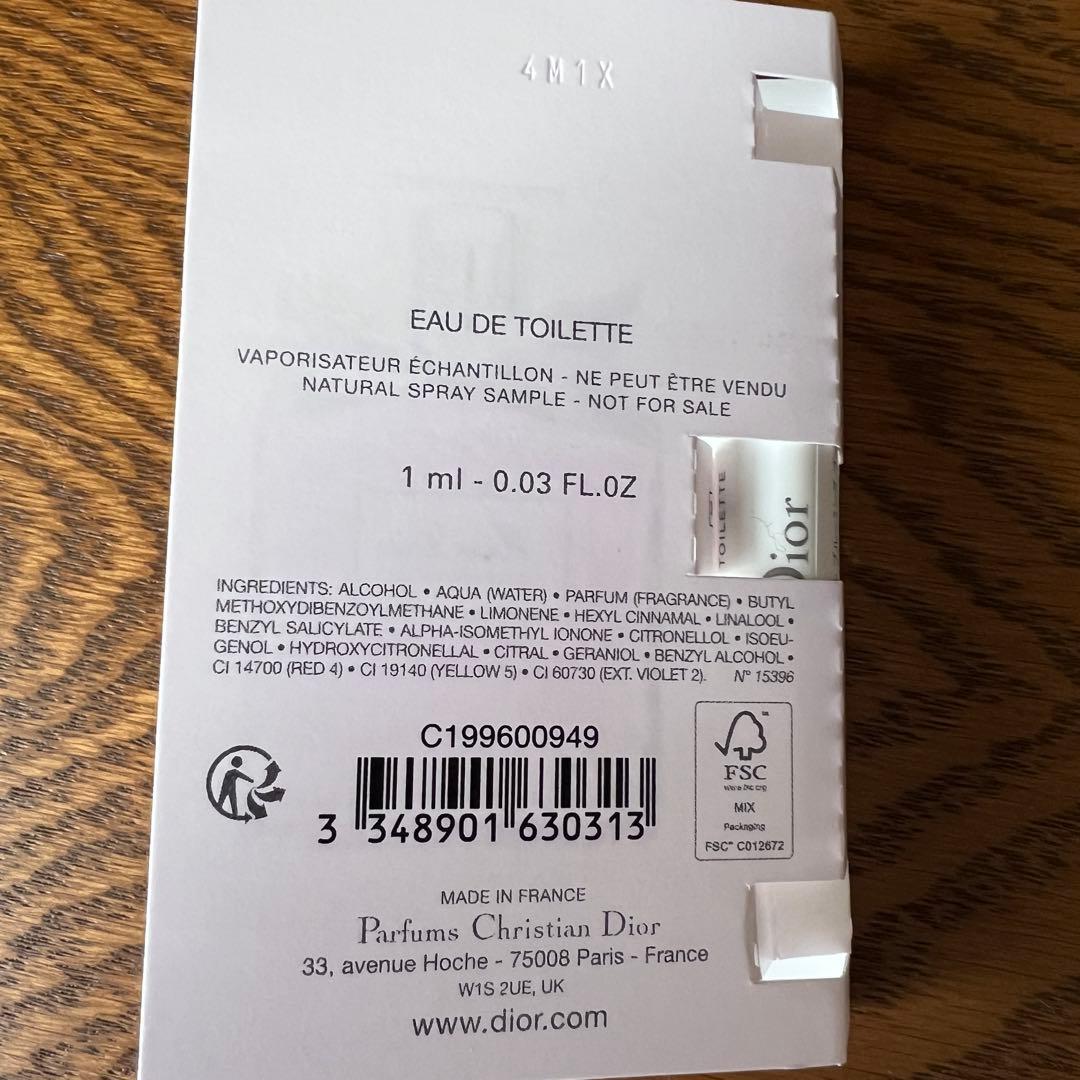 4M1X
EAU DE TOILETTE
VAPORISATEUR ÉCHANTILLON - NE PEUT ÊTRE VENDU
NATURAL SPRAY SAMPLE - NOT FOR SALE
1 ml - 0.03 FL.OZ
TOILETTE
Dior
INGREDIENTS: ALCOHOL • AQUA (WATER) • PARFUM (FRAGRANCE) • BUTYL
METHOXYDIBENZOYLMETHANE • LIMONENE • HEXYL CINNAMAL • LINALOOL •
BENZYL SALICYLATE • ALPHA-ISOMETHYL IONONE • CITRONELLOL • ISOEU-
GENOL • HYDROXYCITRONELLAL • CITRAL • GERANIOL • BENZYL ALCOHOL •
CI 14700 (RED 4) • CI 19140 (YELLOW 5) • CI 60730 (EXT. VIOLET 2). N° 15396
C199600949
3 348901 630313
FSC
MIX
Packaging
FSC™ C012672
MADE IN FRANCE
Parfums Christian Dior
33, avenue Hoche - 75008 Paris - France
W1S 2UE, UK
www.dior.com